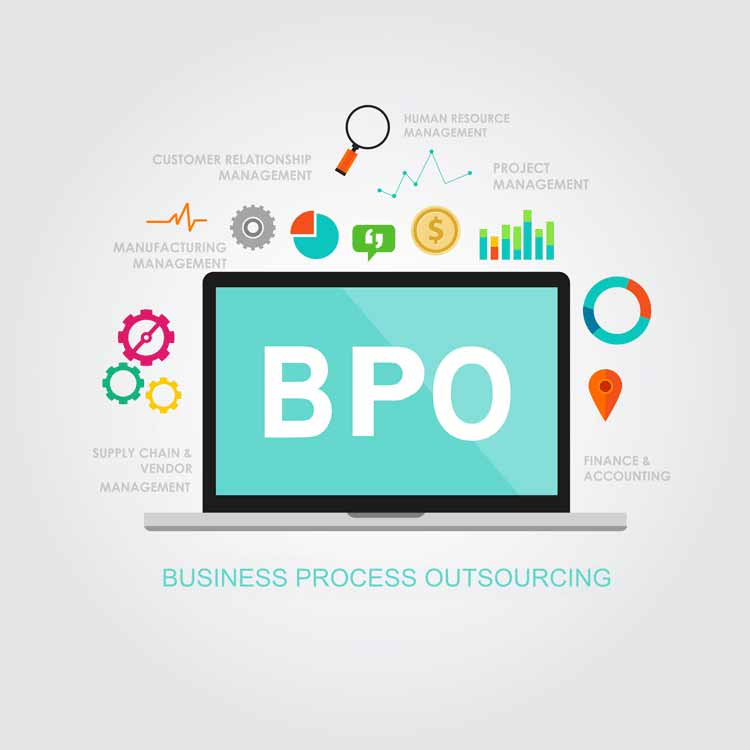 HUMAN RESOURCE
MANAGEMENT
CUSTOMER RELATIONSHIP
MANAGEMENT
PROJECT
MANAGEMENT
$
MANUFACTURING
MANAGEMENT
BPO
SUPPLY CHAIN &
VENDOR
MANAGEMENT
FINANCE &
ACCOUNTING
BUSINESS PROCESS OUTSOURCING